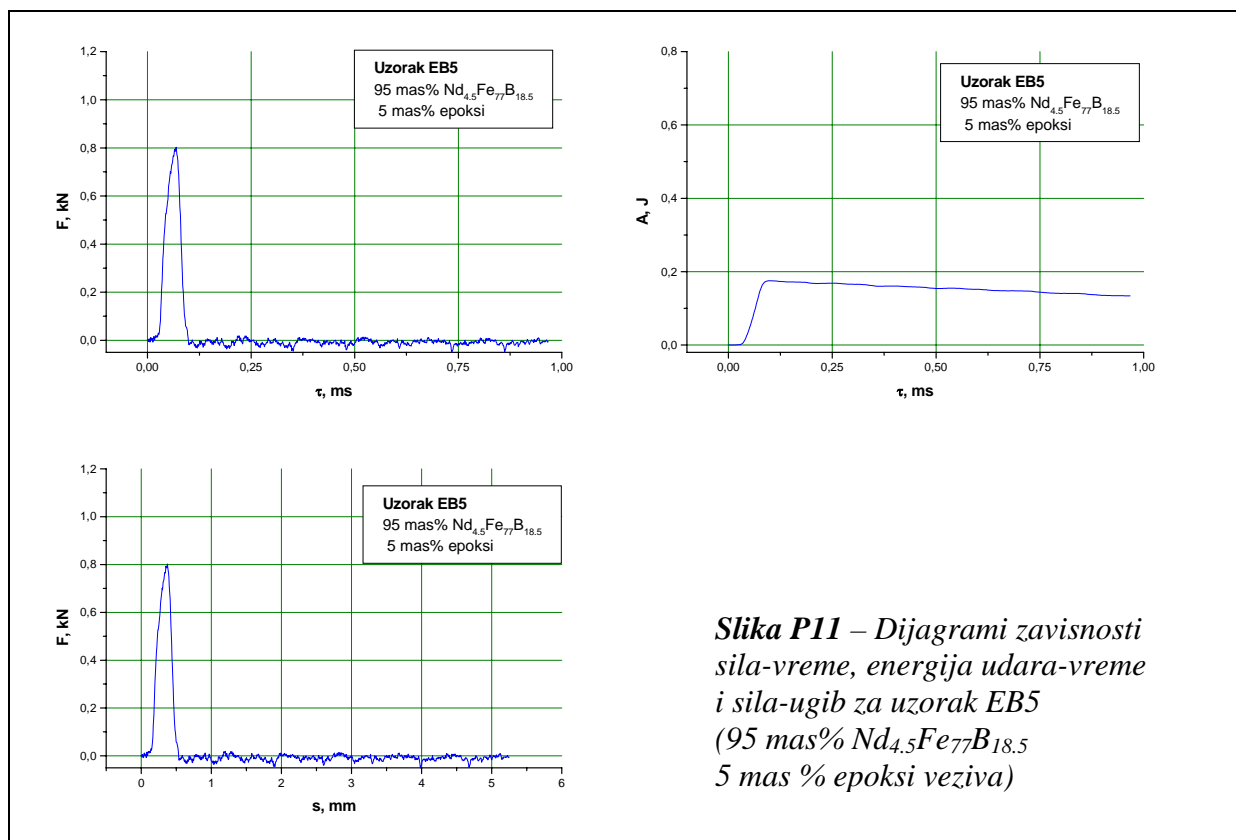 1,2
1,0
0,8
0,6
0,4
0,2
0,0
F, kN
Uzorak EB5
95 mas% Nd4.5Fe77B18.5
5 mas% epoksi
0,00 0,25 0,50 0,75 1,00
τ, ms
0,8
0,6
0,4
0,2
0,0
A, J
Uzorak EB5
95 mas% Nd4.5Fe77B18.5
5 mas% epoksi
0,00 0,25 0,50 0,75 1,00
τ, ms
1,2
1,0
0,8
0,6
0,4
0,2
0,0
F, kN
Uzorak EB5
95 mas% Nd4.5Fe77B18.5
5 mas% epoksi
0 1 2 3 4 5 6
s, mm
Slika P11 – Dijagrami zavisnosti
sila-vreme, energija udara-vreme
i sila-ugib za uzorak EB5
(95 mas% Nd4.5Fe77B18.5
5 mas % epoksi veziva)